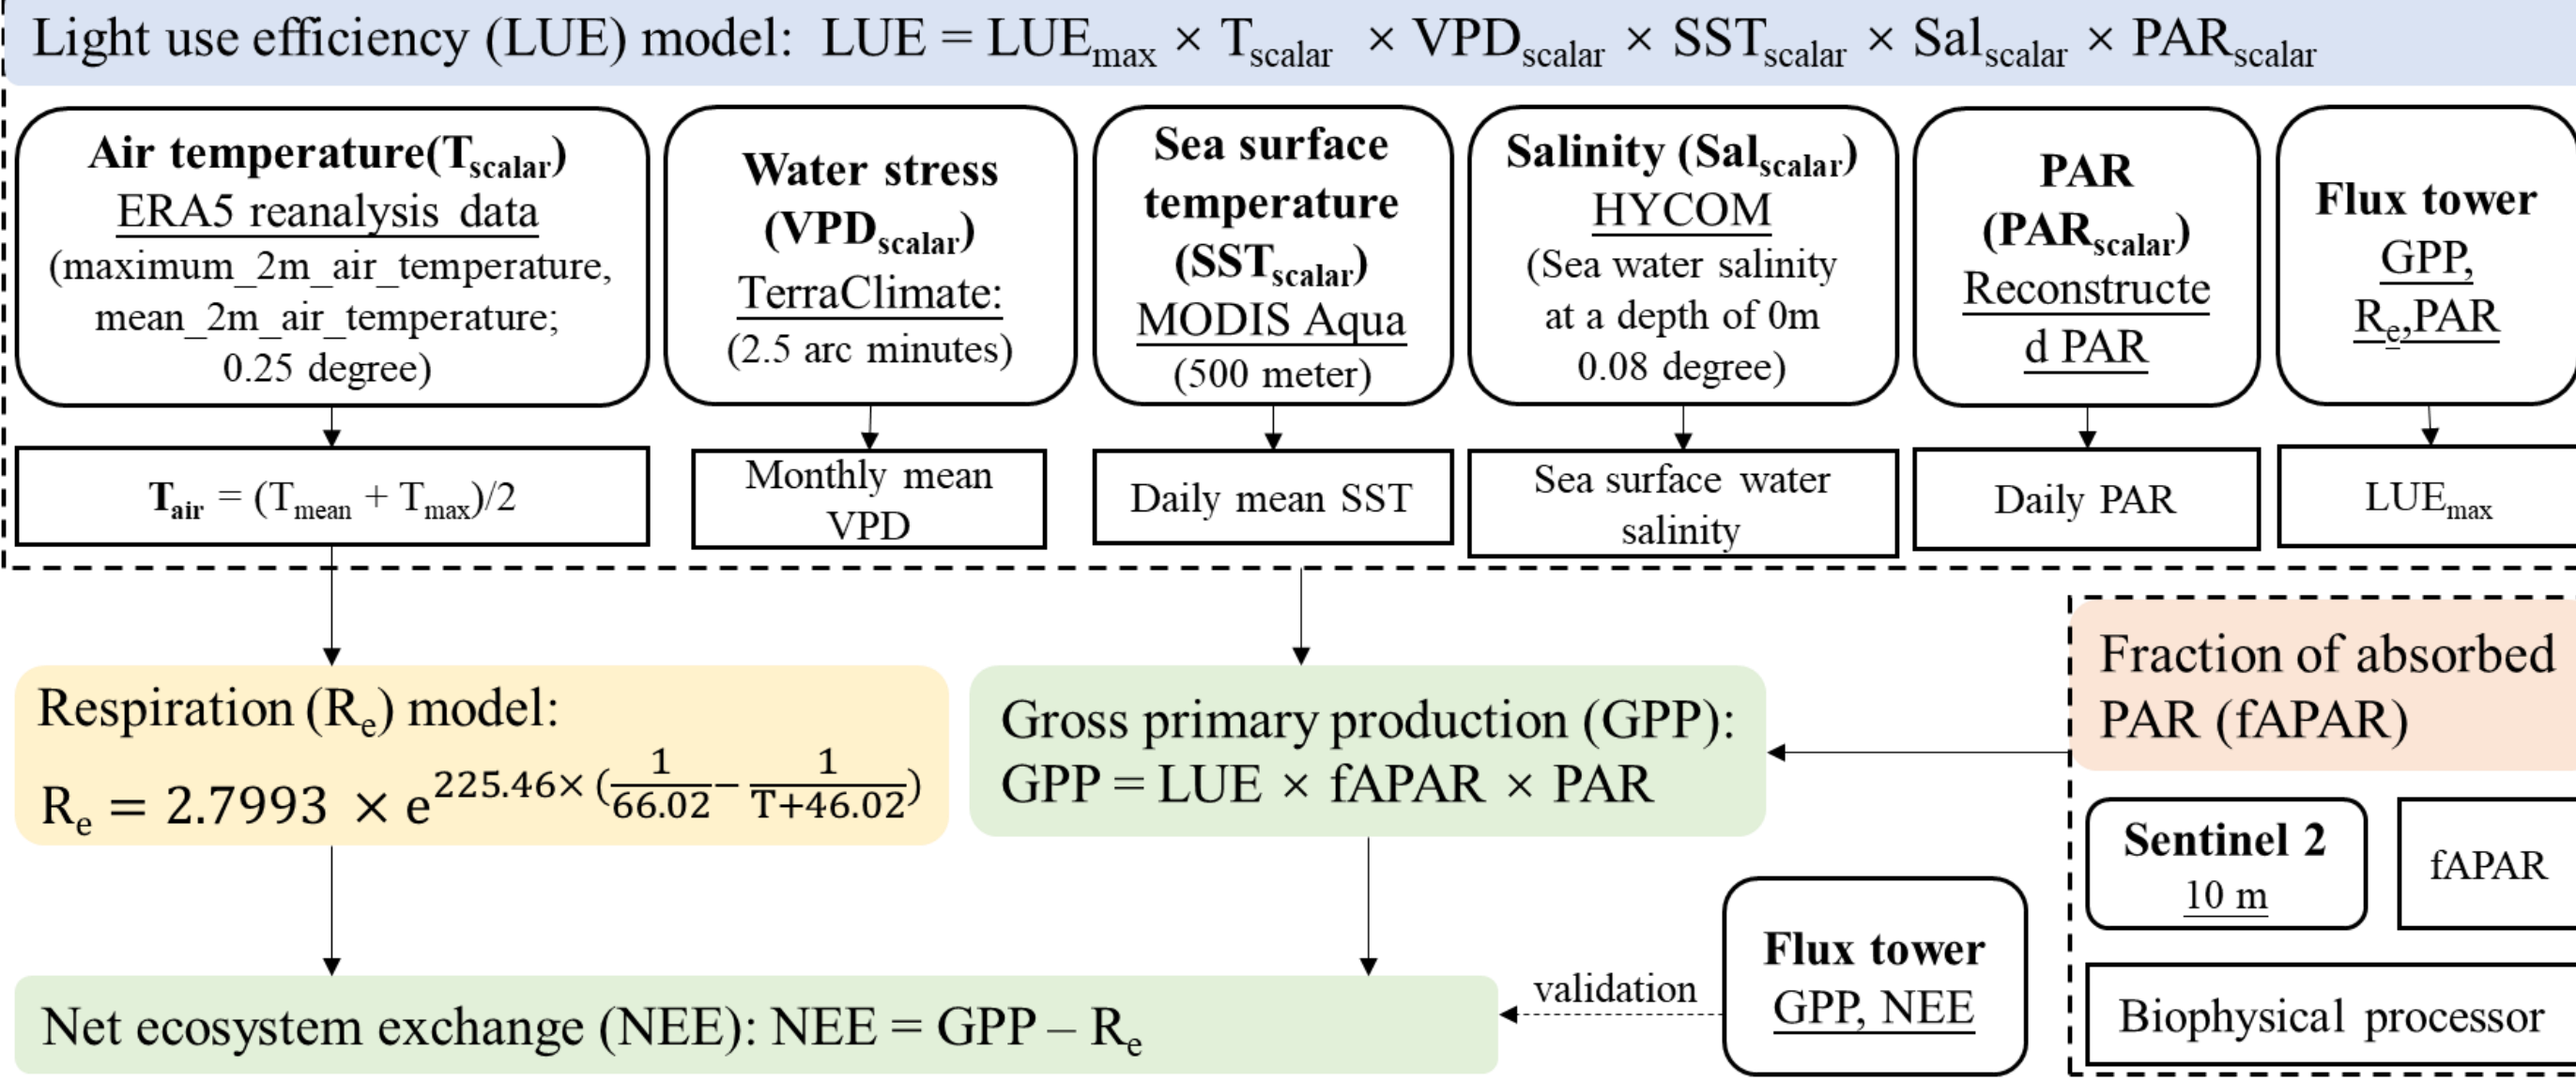 Light use efficiency (LUE) model: LUE = LUEmax × Tscalar × VPDscalar × SSTscalar × Salscalar × PARscalar
Air temperature(Tscalar)
ERA5 reanalysis data
(maximum_2m_air_temperature,
mean_2m_air_temperature;
0.25 degree)
Water stress
(VPDscalar)
TerraClimate:
(2.5 arc minutes)
Sea surface
temperature
(SSTscalar)
MODIS Aqua
(500 meter)
Salinity (Salscalar)
HYCOM
(Sea water salinity
at a depth of 0m
0.08 degree)
PAR
(PARscalar)
Reconstructe
d PAR
Flux tower
GPP,
Re,PAR
Tair = (Tmean + Tmax)/2
Monthly mean
VPD
Daily mean SST
Sea surface water
salinity
Daily PAR
LUEmax
Respiration (Re) model:
Re = 2.7993 × e^225.46×(1/66.02 − 1/T+46.02)
Gross primary production (GPP):
GPP = LUE × fAPAR × PAR
Fraction of absorbed
PAR (fAPAR)
Sentinel 2
10 m
fAPAR
Biophysical processor
Flux tower
GPP, NEE
validation
Net ecosystem exchange (NEE): NEE = GPP – Re